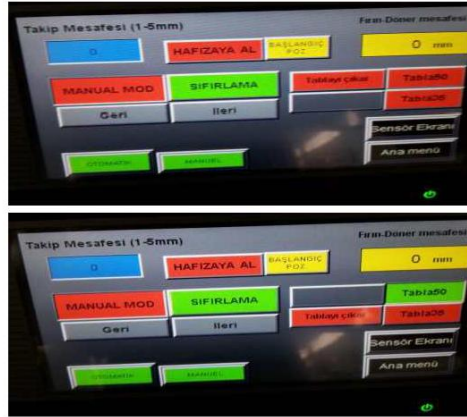 Takip Mesafesi (1-5mm)
Fırın-Döner mesafesi
0
HAFIZAYA AL
BAŞLANGIÇ
POZ
0 mm
MANUAL MOD
SIFIRLAMA
Tablayı çıkar
Tabla50
Tabla35
Geri
İleri
Sensör Ekranı
OTOMATİK
MANUEL
Ana menü
Takip Mesafesi (1-5mm)
Fırın-Döner mesafesi
0
HAFIZAYA AL
BAŞLANGIÇ
POZ
0 mm
MANUAL MOD
SIFIRLAMA
Tabla50
Tablayı çıkar
Tabla35
Geri
İleri
Sensör Ekranı
OTOMATİK
MANUEL
Ana menü